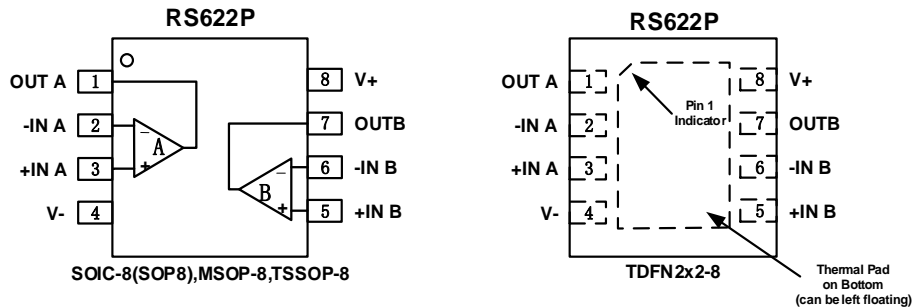 RS622P
OUT A 1
-IN A 2
+IN A 3
V- 4
8 V+
7 OUTB
6 -IN B
5 +IN B
- A +
- B +
SOIC-8(SOP8),MSOP-8,TSSOP-8
RS622P
OUT A 1
-IN A 2
+IN A 3
V- 4
8 V+
7 OUTB
6 -IN B
5 +IN B
Pin 1
Indicator
TDFN2x2-8
Thermal Pad
on Bottom
(can be left floating)